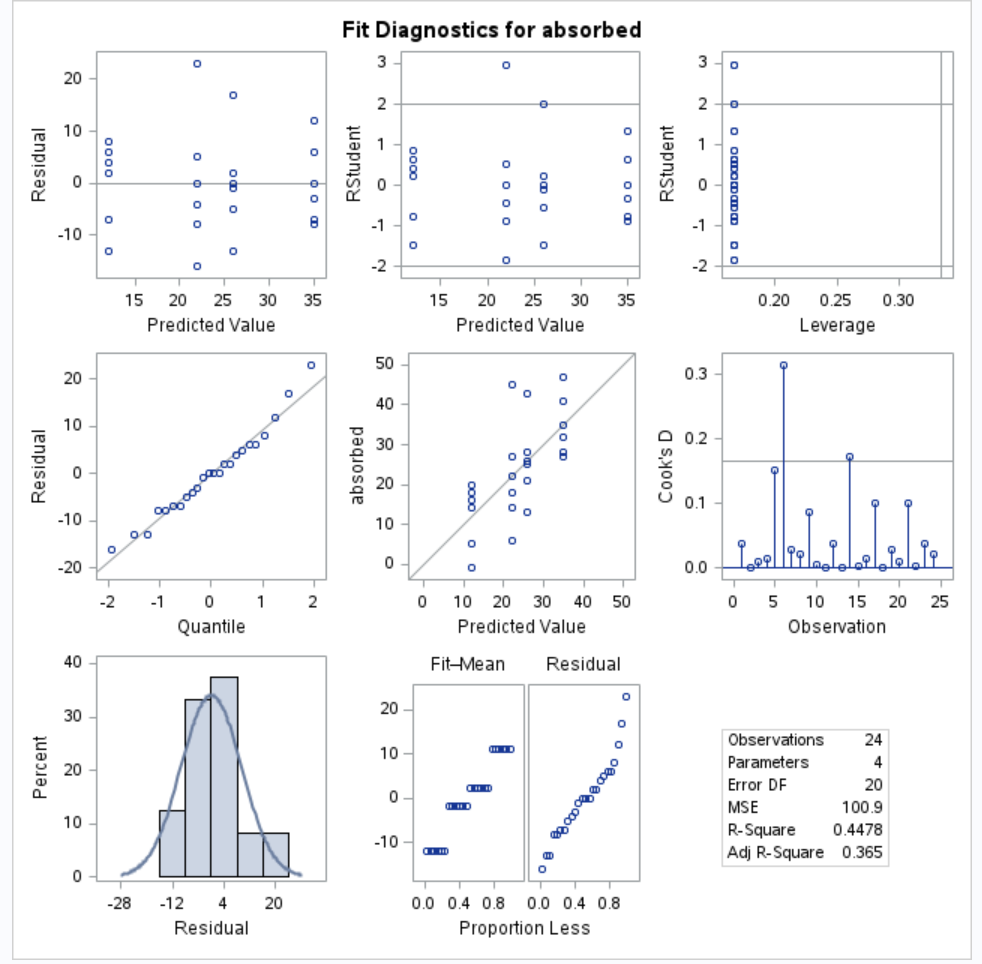 Fit Diagnostics for absorbed
Residual
20
10
0
-10
15 20 25 30 35
Predicted Value
RStudent
3
2
1
0
-1
-2
15 20 25 30 35
Predicted Value
RStudent
3
2
1
0
-1
-2
0.20 0.25 0.30
Leverage
Residual
20
10
0
-10
-20
-2 -1 0 1 2
Quantile
absorbed
50
40
30
20
10
0
0 10 20 30 40 50
Predicted Value
Cook's D
0.3
0.2
0.1
0.0
0 5 10 15 20 25
Observation
Percent
40
30
20
10
0
-28 -12 4 20
Residual
Fit–Mean Residual
20
10
0
-10
0.0 0.4 0.8 0.0 0.4 0.8
Proportion Less
Observations 24
Parameters 4
Error DF 20
MSE 100.9
R-Square 0.4478
Adj R-Square 0.365